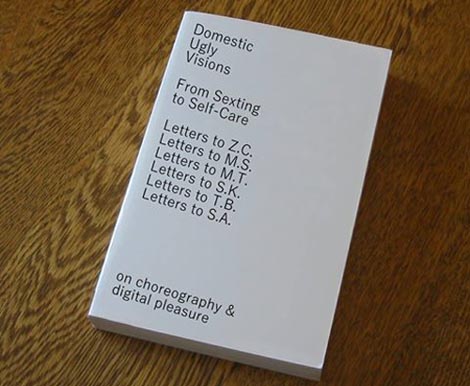 Domestic
Ugly
Visions
From Sexting
to Self-Care
Letters to Z.C.
Letters to M.S.
Letters to M.T.
Letters to S.K.
Letters to T.B.
Letters to S.A.
on choreography &
digital pleasure